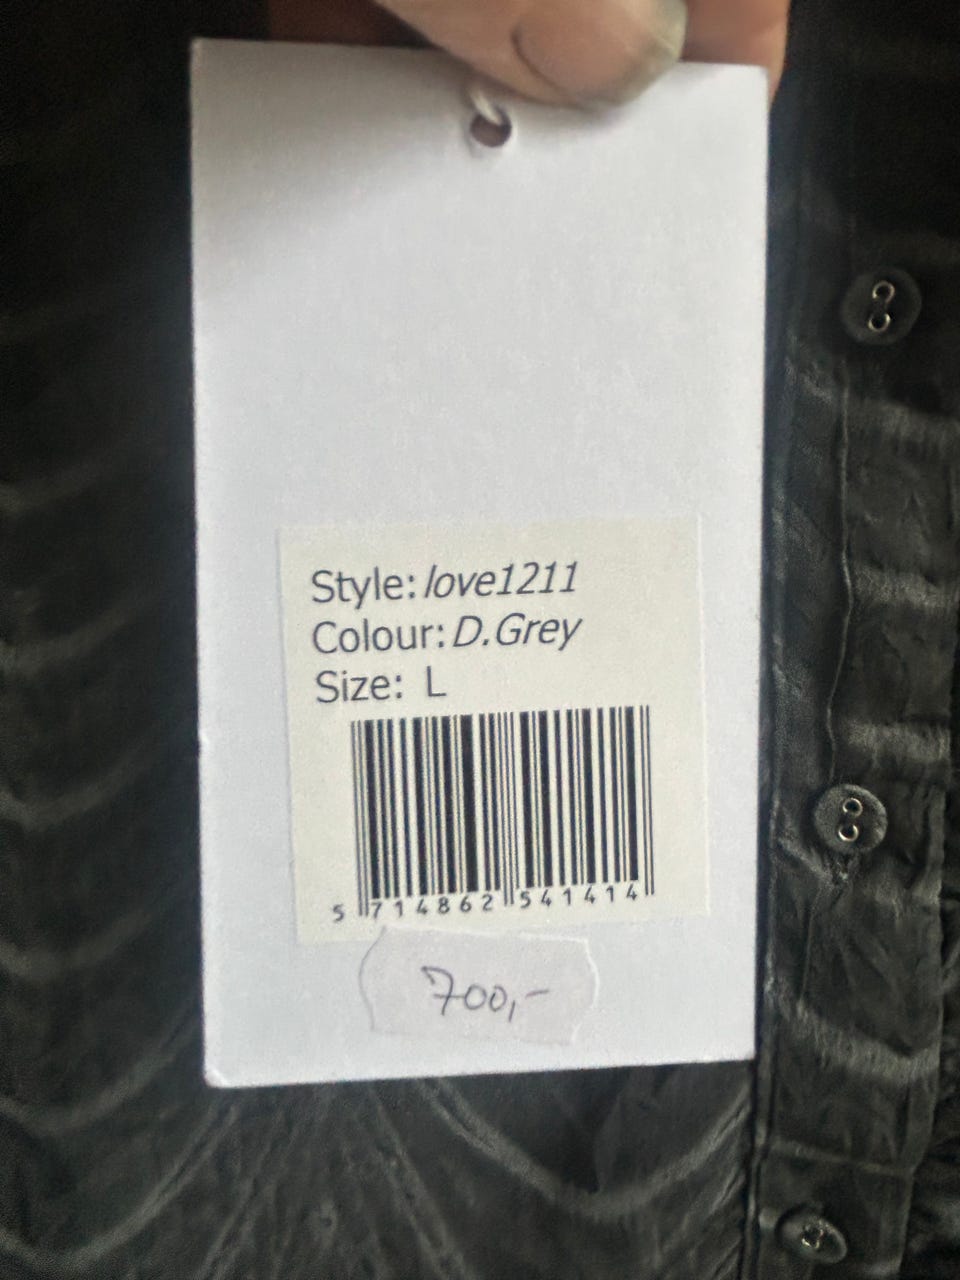 Style: love1211
Colour: D.Grey
Size: L
5 714862 541414
700,-